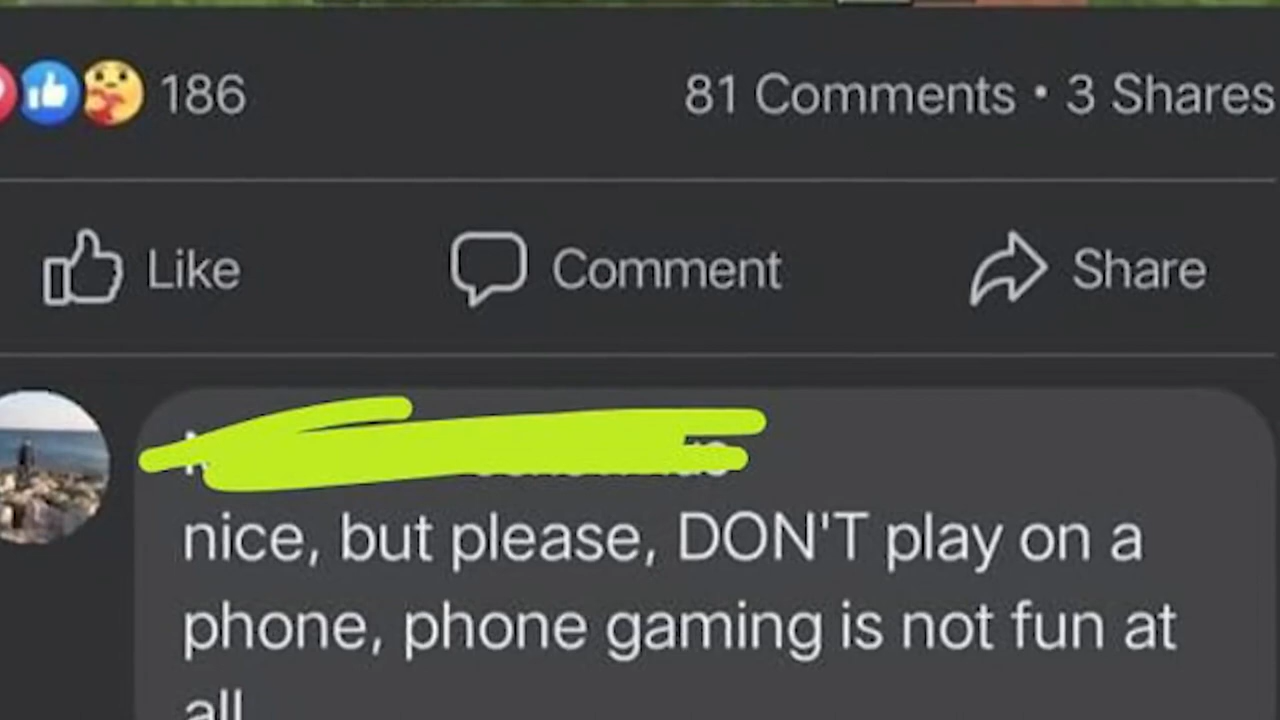 186
81 Comments • 3 Shares
Like
Comment
Share
nice, but please, DON'T play on a
phone, phone gaming is not fun at
all